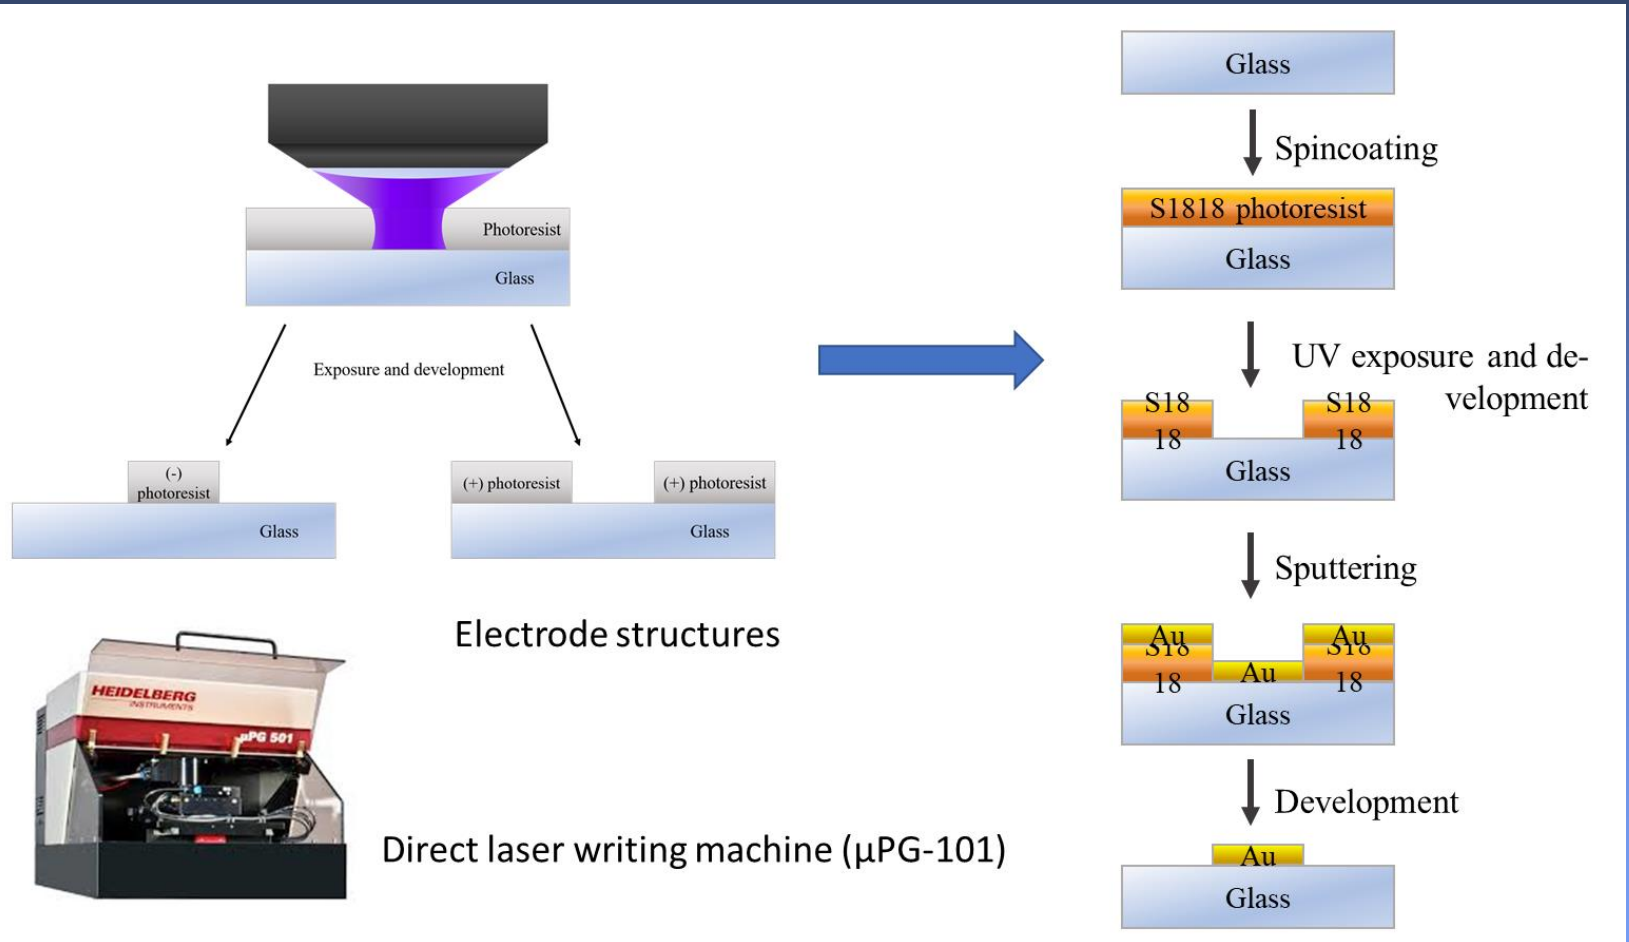 Photoresist
Glass
Exposure and development
(-)
photoresist
Glass
(+) photoresist
(+) photoresist
Glass
Electrode structures
HEIDELBERG
INSTRUMENTS
µPG 501
Direct laser writing machine (µPG-101)
Glass
Spincoating
S1818 photoresist
Glass
UV exposure and de-
velopment
S18
18
S18
18
Glass
Sputtering
Au
S18
18
Au
Au
S18
18
Glass
Development
Au
Glass